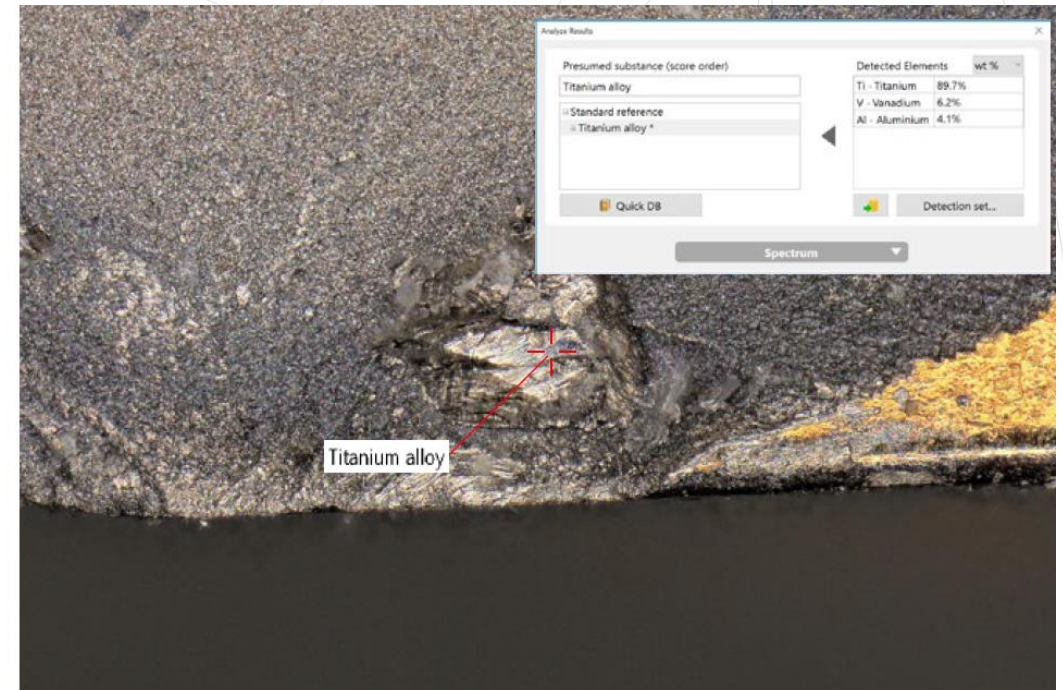 Analyze Results
Presumed substance (score order)
Titanium alloy
Standard reference
Titanium alloy *
Quick DB
Detected Elements wt %
Ti - Titanium 89.7%
V - Vanadium 6.2%
Al - Aluminium 4.1%
Detection set...
Spectrum
Titanium alloy